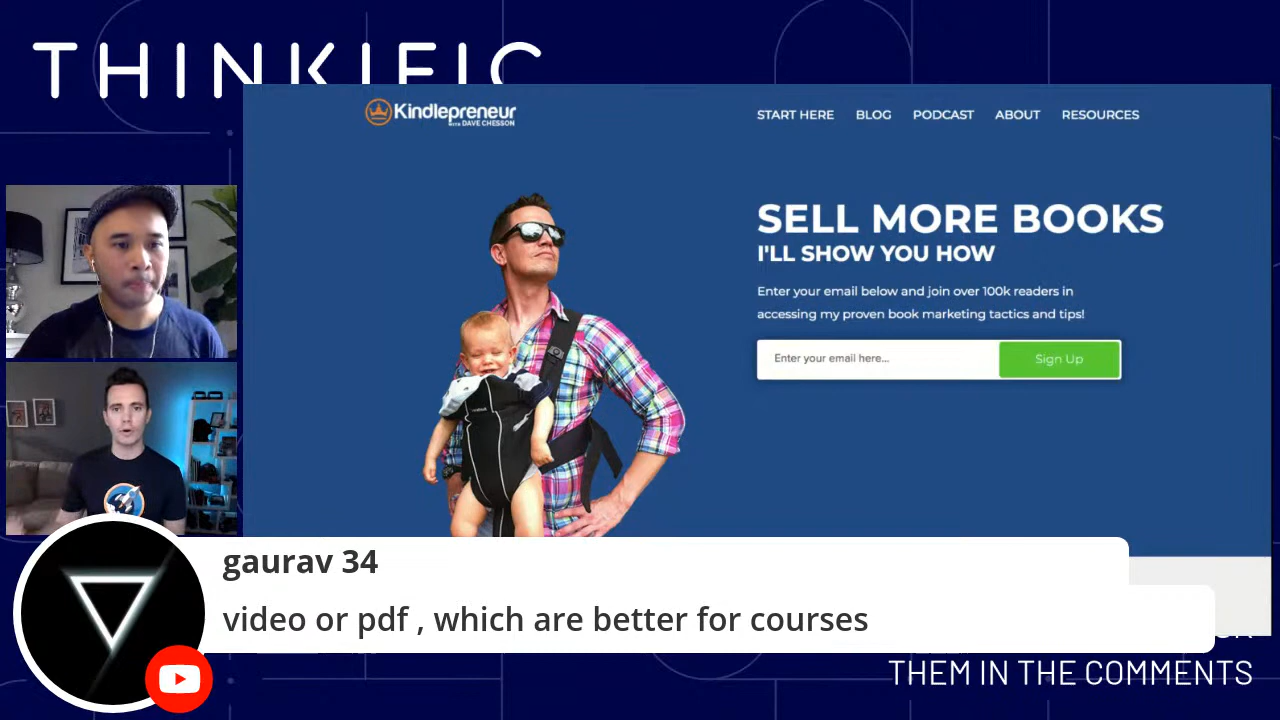 THINKIFIC
Kindlepreneur
WITH DAVE CHESSON
START HERE BLOG PODCAST ABOUT RESOURCES
SELL MORE BOOKS
I'LL SHOW YOU HOW
Enter your email below and join over 100k readers in
accessing my proven book marketing tactics and tips!
Enter your email here... Sign Up
gaurav 34
video or pdf , which are better for courses
THEM IN THE COMMENTS